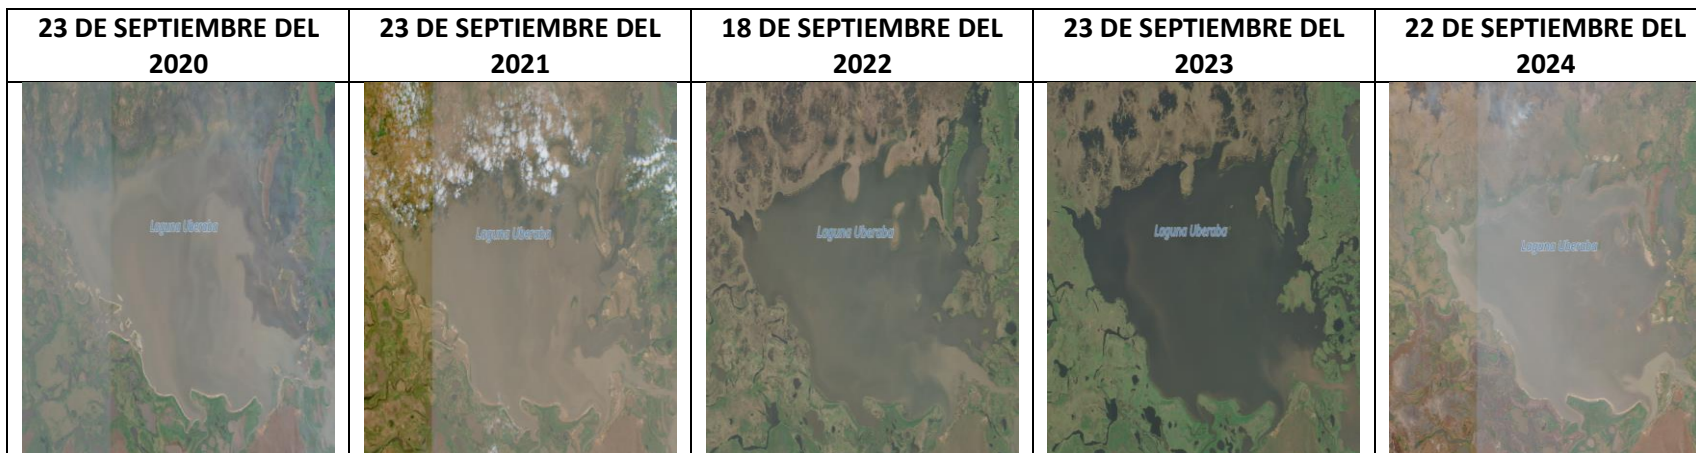 23 DE SEPTIEMBRE DEL
2020
23 DE SEPTIEMBRE DEL
2021
18 DE SEPTIEMBRE DEL
2022
23 DE SEPTIEMBRE DEL
2023
22 DE SEPTIEMBRE DEL
2024
Laguna Uberaba
Laguna Uberaba
Laguna Uberaba
Laguna Uberaba
Laguna Uberaba